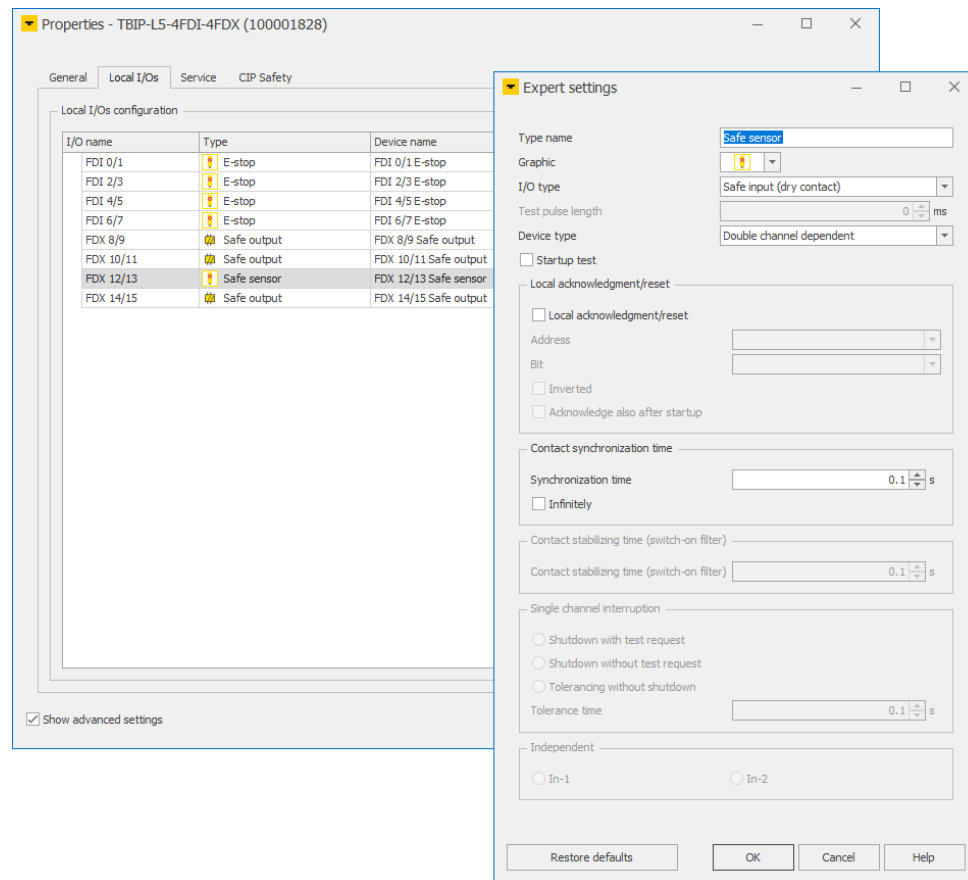 Properties - TBIP-L5-4FDI-4FDX (100001828)
General Local I/Os Service CIP Safety
Local I/Os configuration
I/O name Type Device name
FDI 0/1 E-stop FDI 0/1 E-stop
FDI 2/3 E-stop FDI 2/3 E-stop
FDI 4/5 E-stop FDI 4/5 E-stop
FDI 6/7 E-stop FDI 6/7 E-stop
FDX 8/9 Safe output FDX 8/9 Safe output
FDX 10/11 Safe output FDX 10/11 Safe output
FDX 12/13 Safe sensor FDX 12/13 Safe sensor
FDX 14/15 Safe output FDX 14/15 Safe output
Show advanced settings
Expert settings
Type name Safe sensor
Graphic
I/O type Safe input (dry contact)
Test pulse length 0 ms
Device type Double channel dependent
Startup test
Local acknowledgment/reset
Local acknowledgment/reset
Address
Bit
Inverted
Acknowledge also after startup
Contact synchronization time
Synchronization time 0.1 s
Infinitely
Contact stabilizing time (switch-on filter)
Contact stabilizing time (switch-on filter) 0.1 s
Single channel interruption
Shutdown with test request
Shutdown without test request
Tolerancing without shutdown
Tolerance time 0.1 s
Independent
In-1 In-2
Restore defaults OK Cancel Help